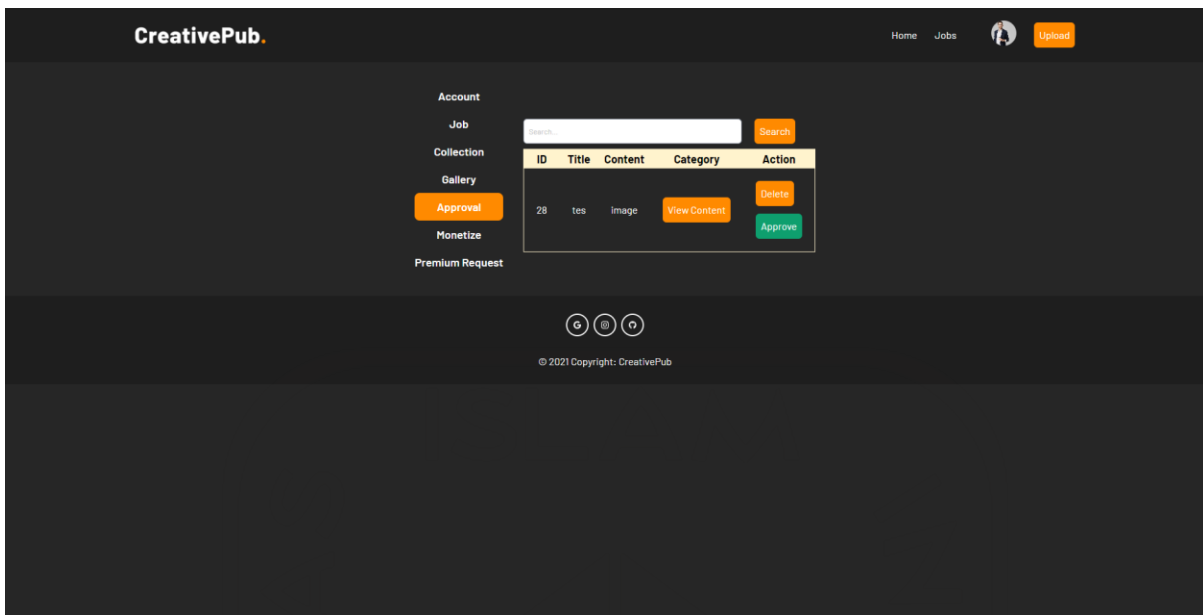 CreativePub.
Home Jobs Upload
Account
Job
Collection
Gallery
Approval
Monetize
Premium Request
Search... Search
ID Title Content Category Action
28 tes image View Content Delete
Approve
© 2021 Copyright: CreativePub